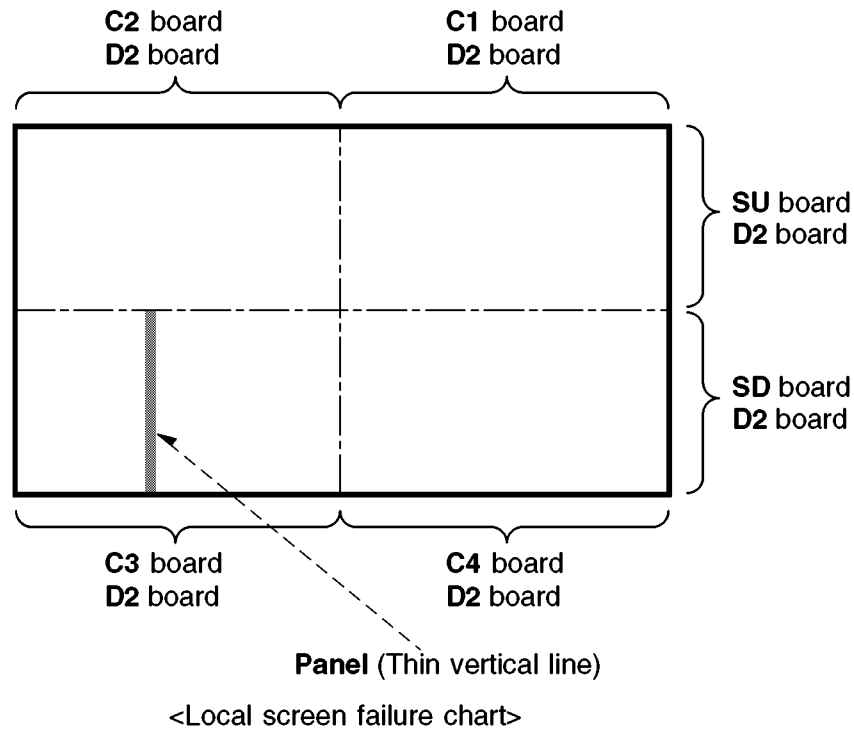 C2 board
D2 board
C1 board
D2 board
SU board
D2 board
SD board
D2 board
C3 board
D2 board
C4 board
D2 board
Panel (Thin vertical line)
<Local screen failure chart>